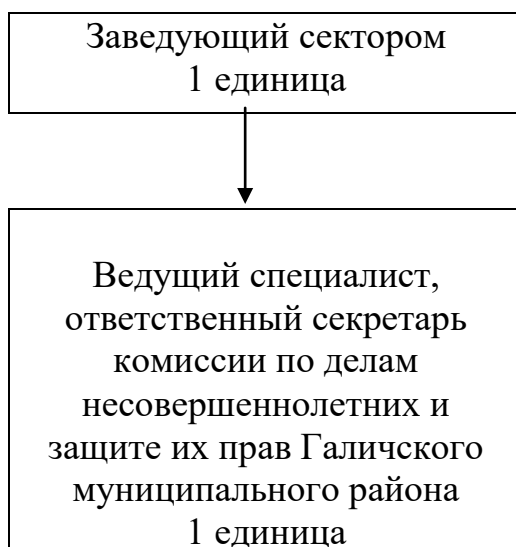 Заведующий сектором
1 единица
Ведущий специалист,
ответственный секретарь
комиссии по делам
несовершеннолетних и
защите их прав Галичского
муниципального района
1 единица